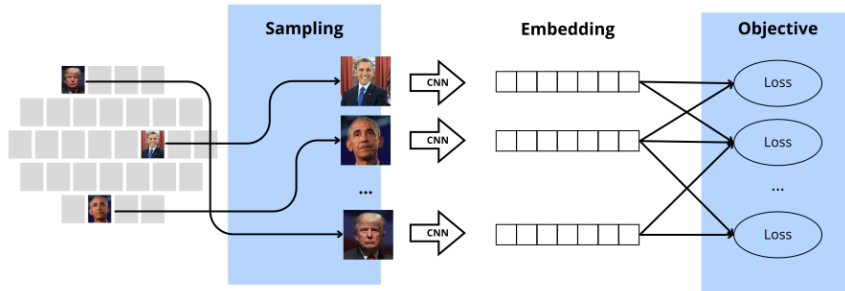 Sampling
Embedding
Objective
CNN
Loss
CNN
Loss
...
...
CNN
Loss